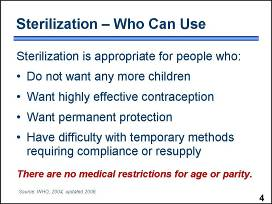 Sterilization – Who Can Use
Sterilization is appropriate for people who:
• Do not want any more children
• Want highly effective contraception
• Want permanent protection
• Have difficulty with temporary methods
requiring compliance or resupply
There are no medical restrictions for age or parity.
Source: WHO, 2004; updated 2008.
4